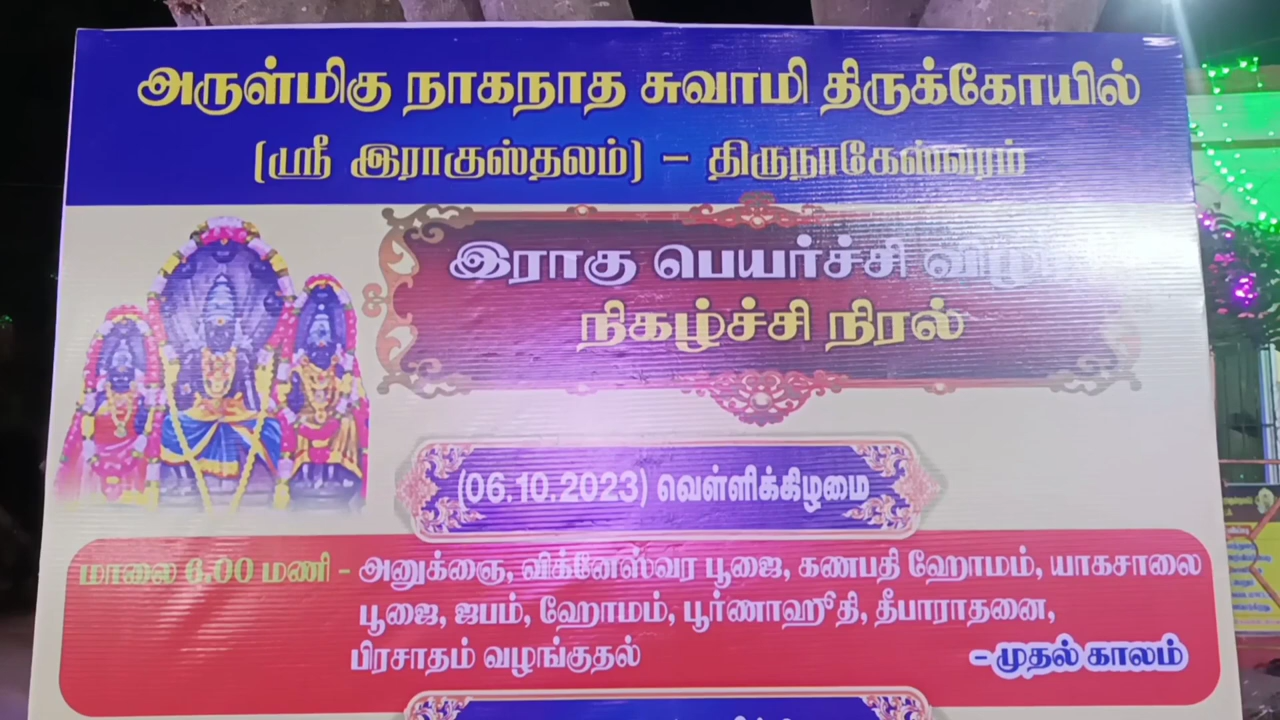 அருள்மிகு நாகநாத சுவாமி திருக்கோயில்
(ஸ்ரீ இராகுஸ்தலம்) – திருநாகேஸ்வரம்
இராகு பெயர்ச்சி விழா
நிகழ்ச்சி நிரல்
(06.10.2023) வெள்ளிக்கிழமை
மாலை 6.00 மணி – அனுக்ஞை, விக்னேஸ்வர பூஜை, கணபதி ஹோமம், யாகசாலை
பூஜை, ஜபம், ஹோமம், பூர்ணாஹூதி, தீபாராதனை,
பிரசாதம் வழங்குதல் – முதல் காலம்